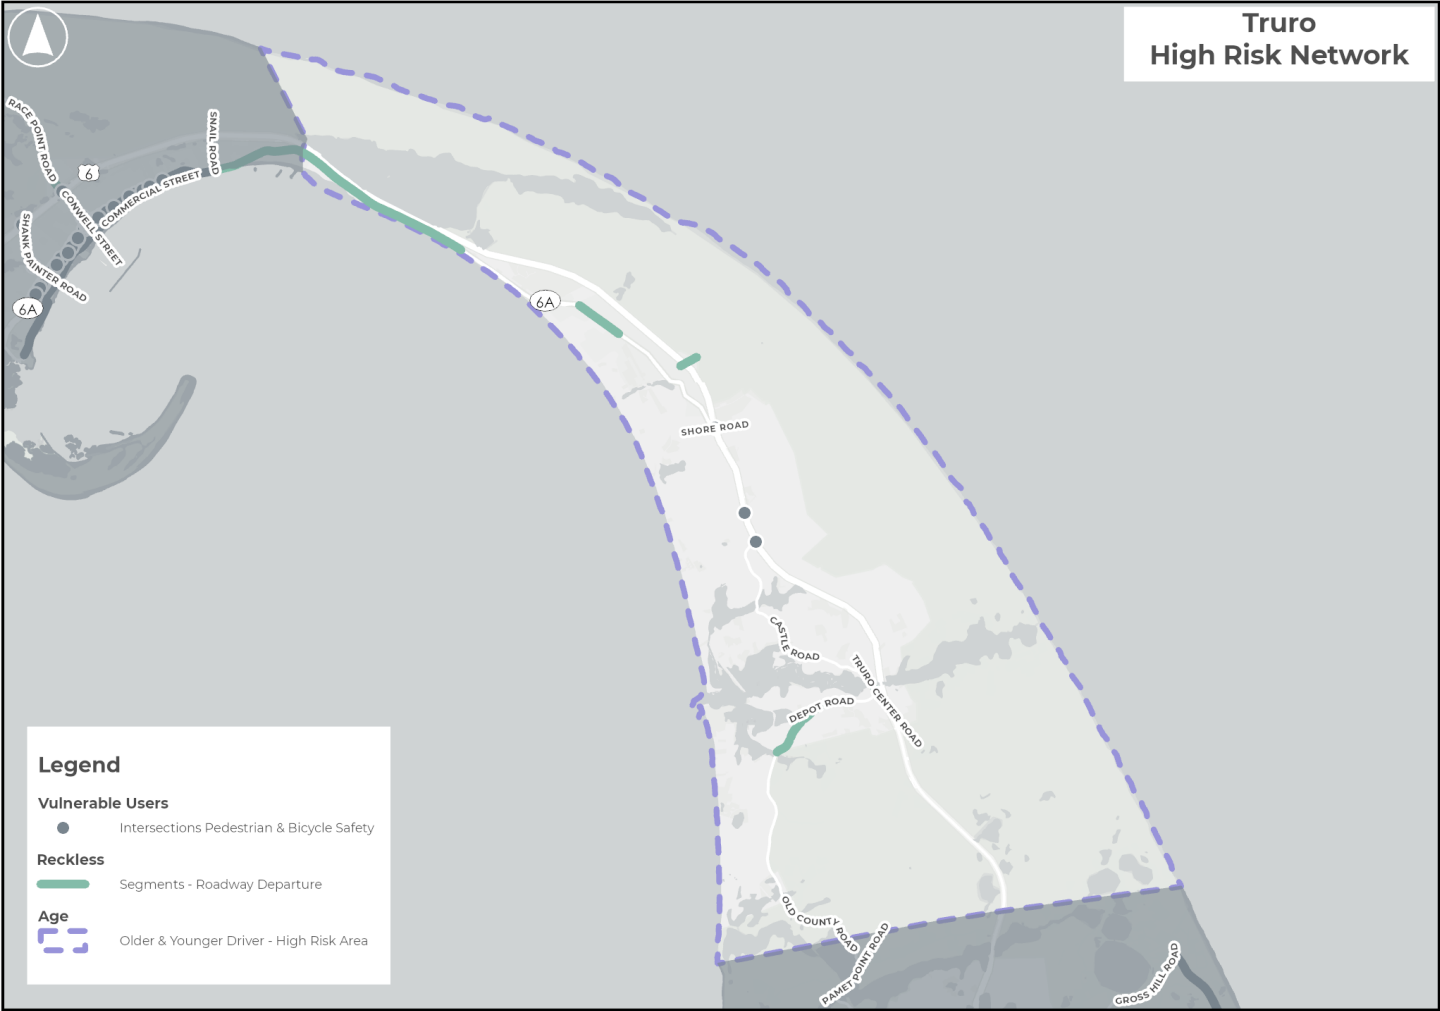 Truro
High Risk Network
RACE POINT ROAD
SNAIL ROAD
6
COMMERCIAL STREET
CONWELL STREET
SHANK PAINTER ROAD
6A
6A
SHORE ROAD
CASTLE ROAD
TRURO CENTER ROAD
DEPOT ROAD
OLD COUNTY ROAD
PAMET POINT ROAD
GROSS HILL ROAD
Legend
Vulnerable Users
Intersections Pedestrian & Bicycle Safety
Reckless
Segments - Roadway Departure
Age
Older & Younger Driver - High Risk Area